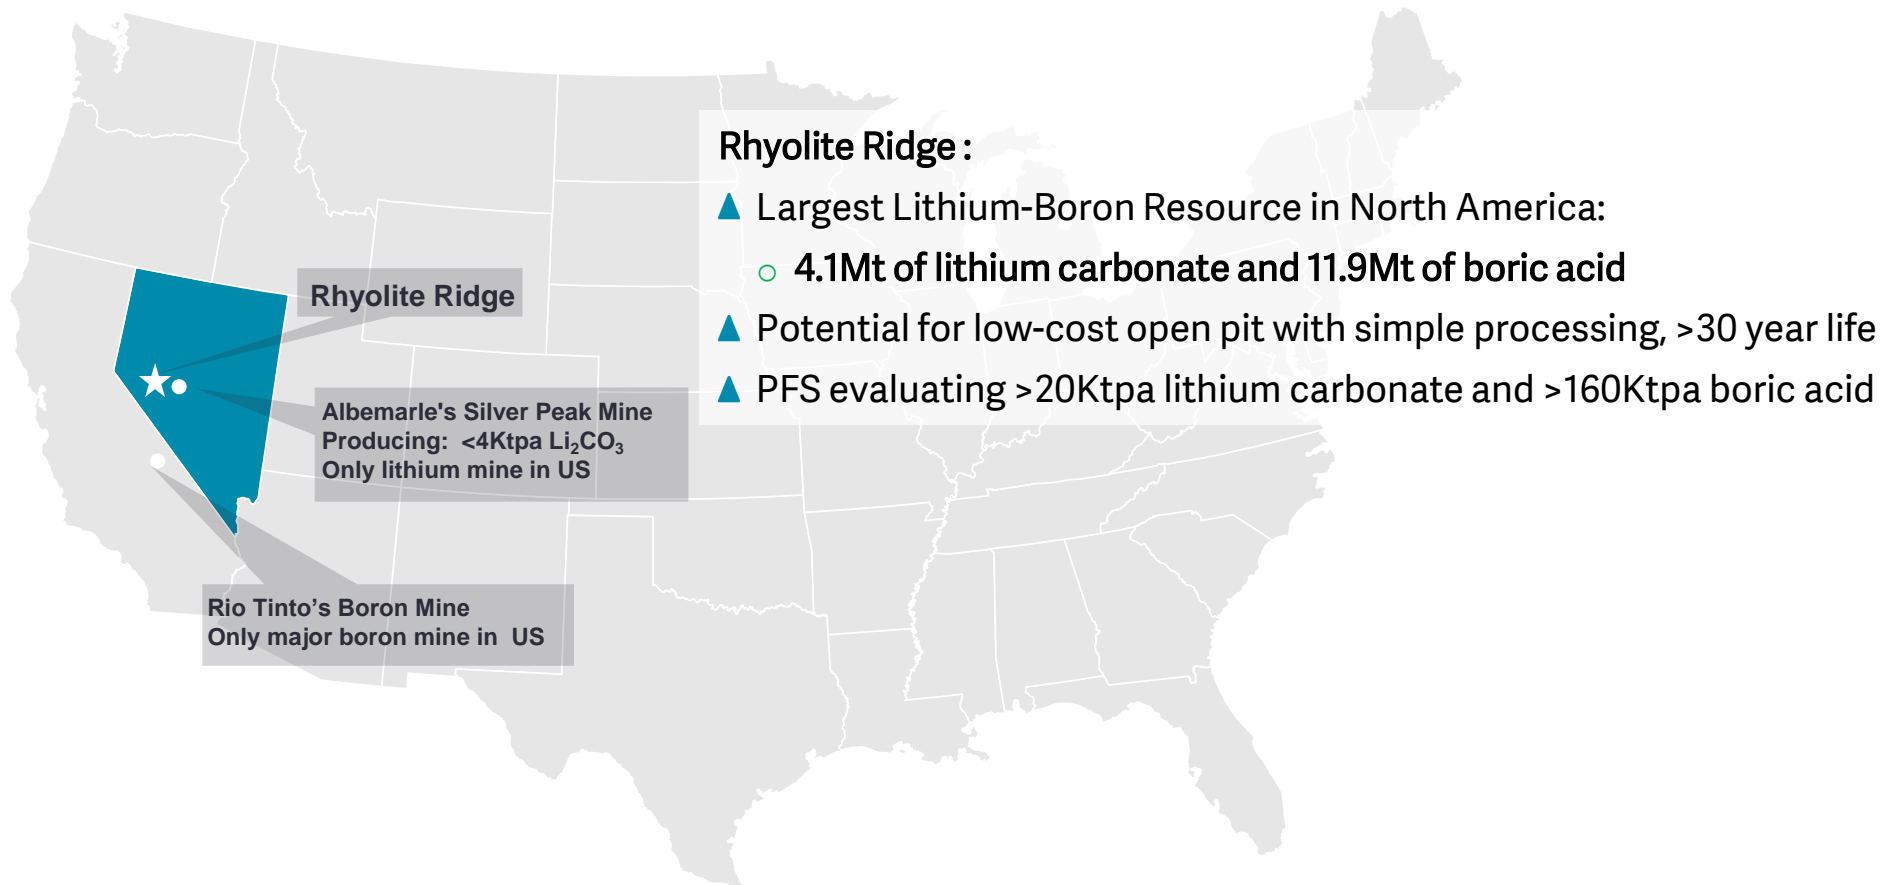 Rhyolite Ridge :
Largest Lithium-Boron Resource in North America:
4.1Mt of lithium carbonate and 11.9Mt of boric acid
Potential for low-cost open pit with simple processing, >30 year life
PFS evaluating >20Ktpa lithium carbonate and >160Ktpa boric acid
Rhyolite Ridge
Albemarle's Silver Peak Mine
Producing: <4Ktpa Li₂CO₃
Only lithium mine in US
Rio Tinto’s Boron Mine
Only major boron mine in US